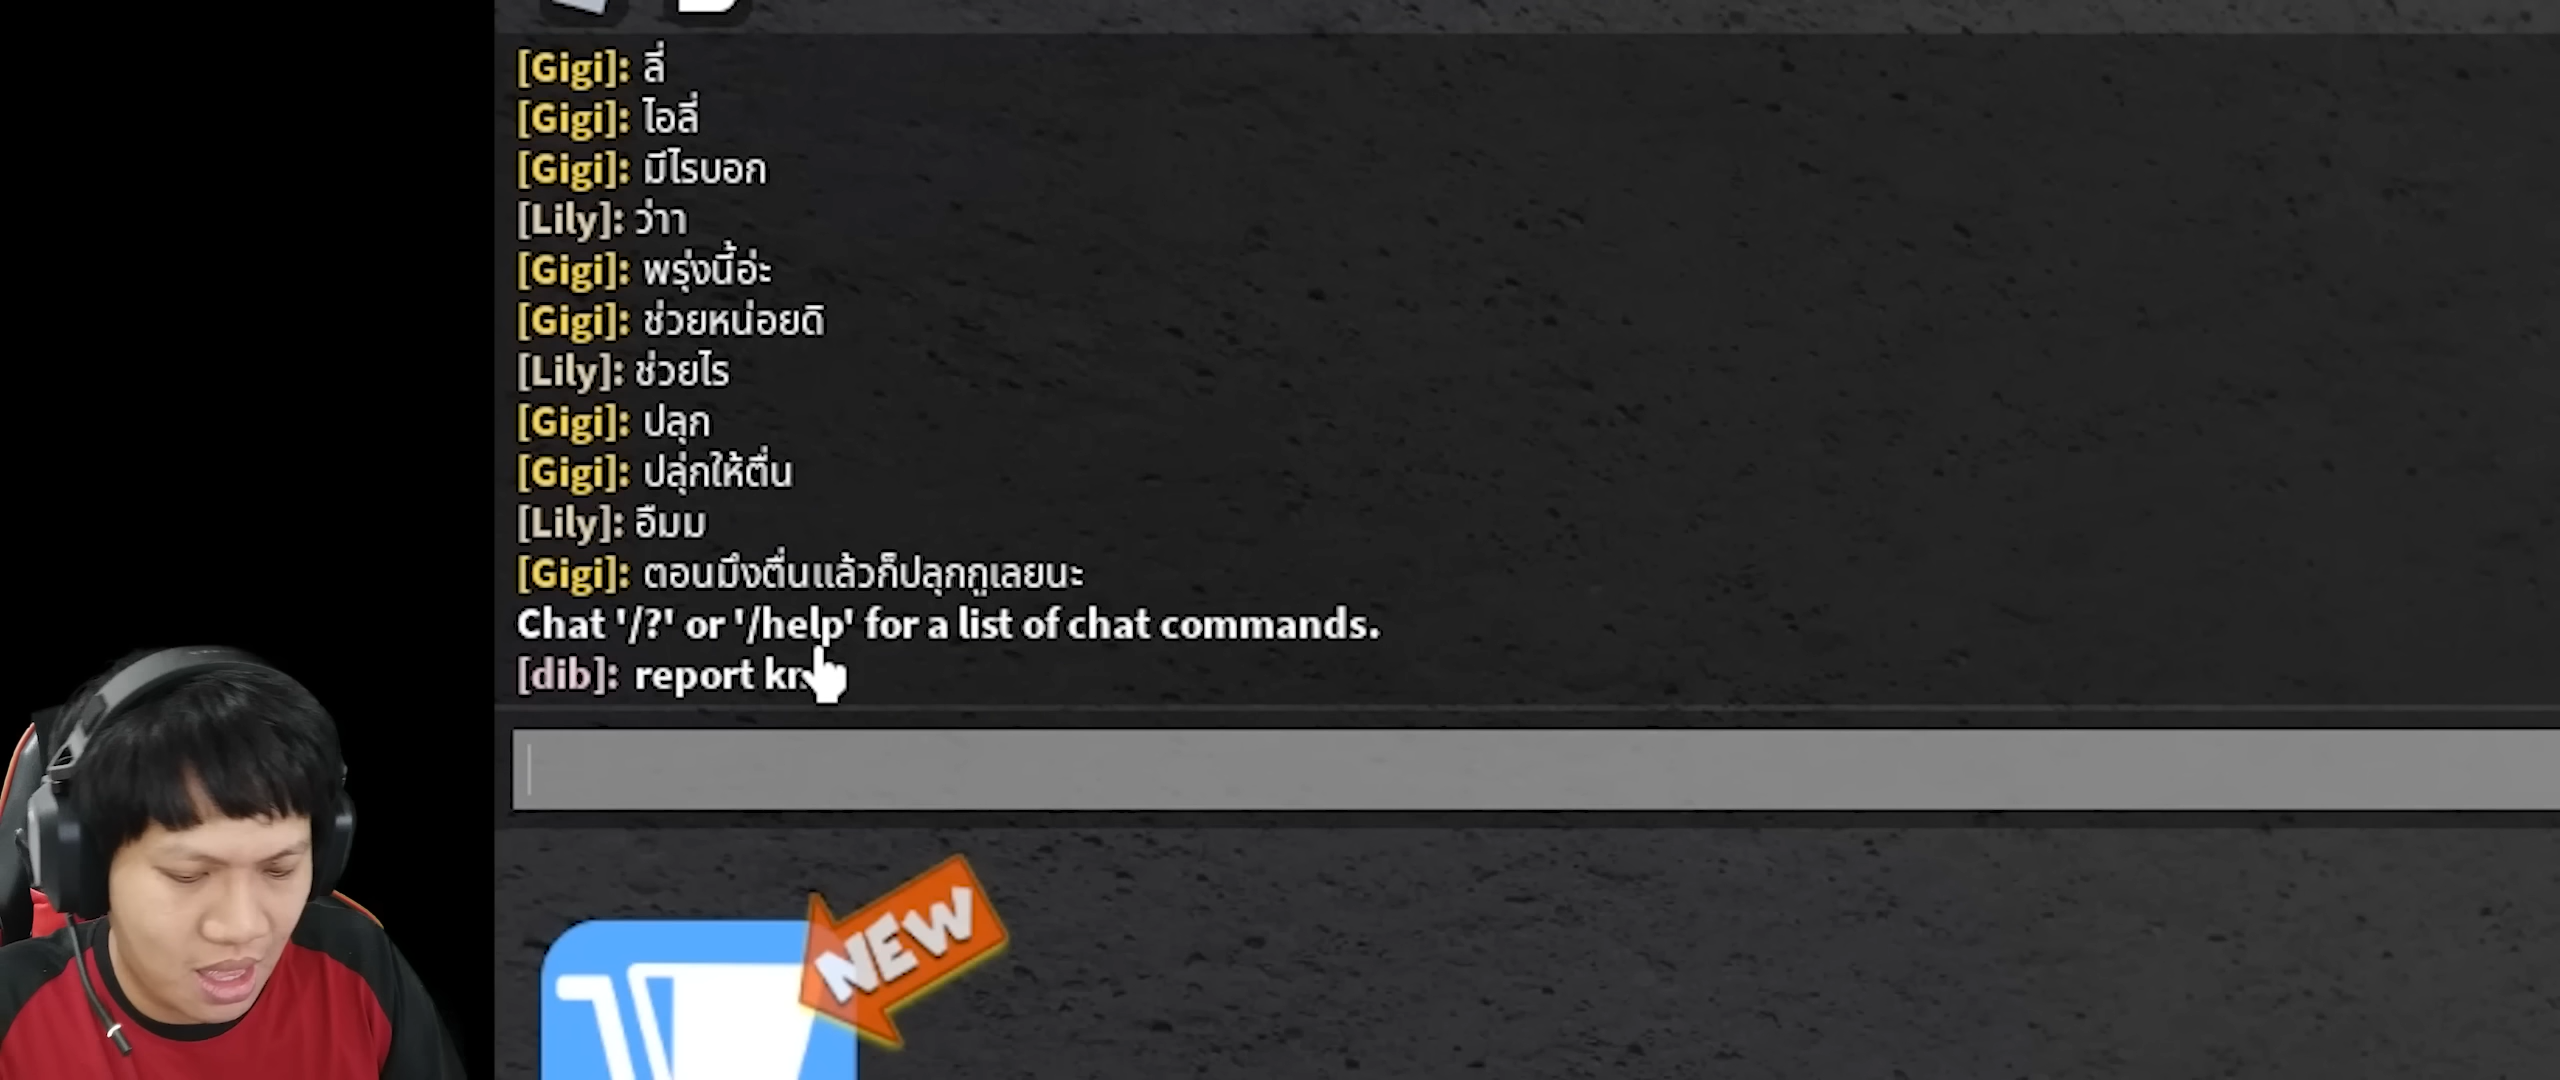 [Gigi]: ลี่
[Gigi]: ไอลี่
[Gigi]: มีไรบอก
[Lily]: ว่าา
[Gigi]: พรุ่งนี้อ่ะ
[Gigi]: ช่วยหน่อยดิ
[Lily]: ช่วยไร
[Gigi]: ปลุก
[Gigi]: ปลุ่กให้ตื่น
[Lily]: อืมม
[Gigi]: ตอนมึงตื่นแล้วก็ปลุกกูเลยนะ
Chat '/?' or '/help' for a list of chat commands.
[dib]: report
NEW